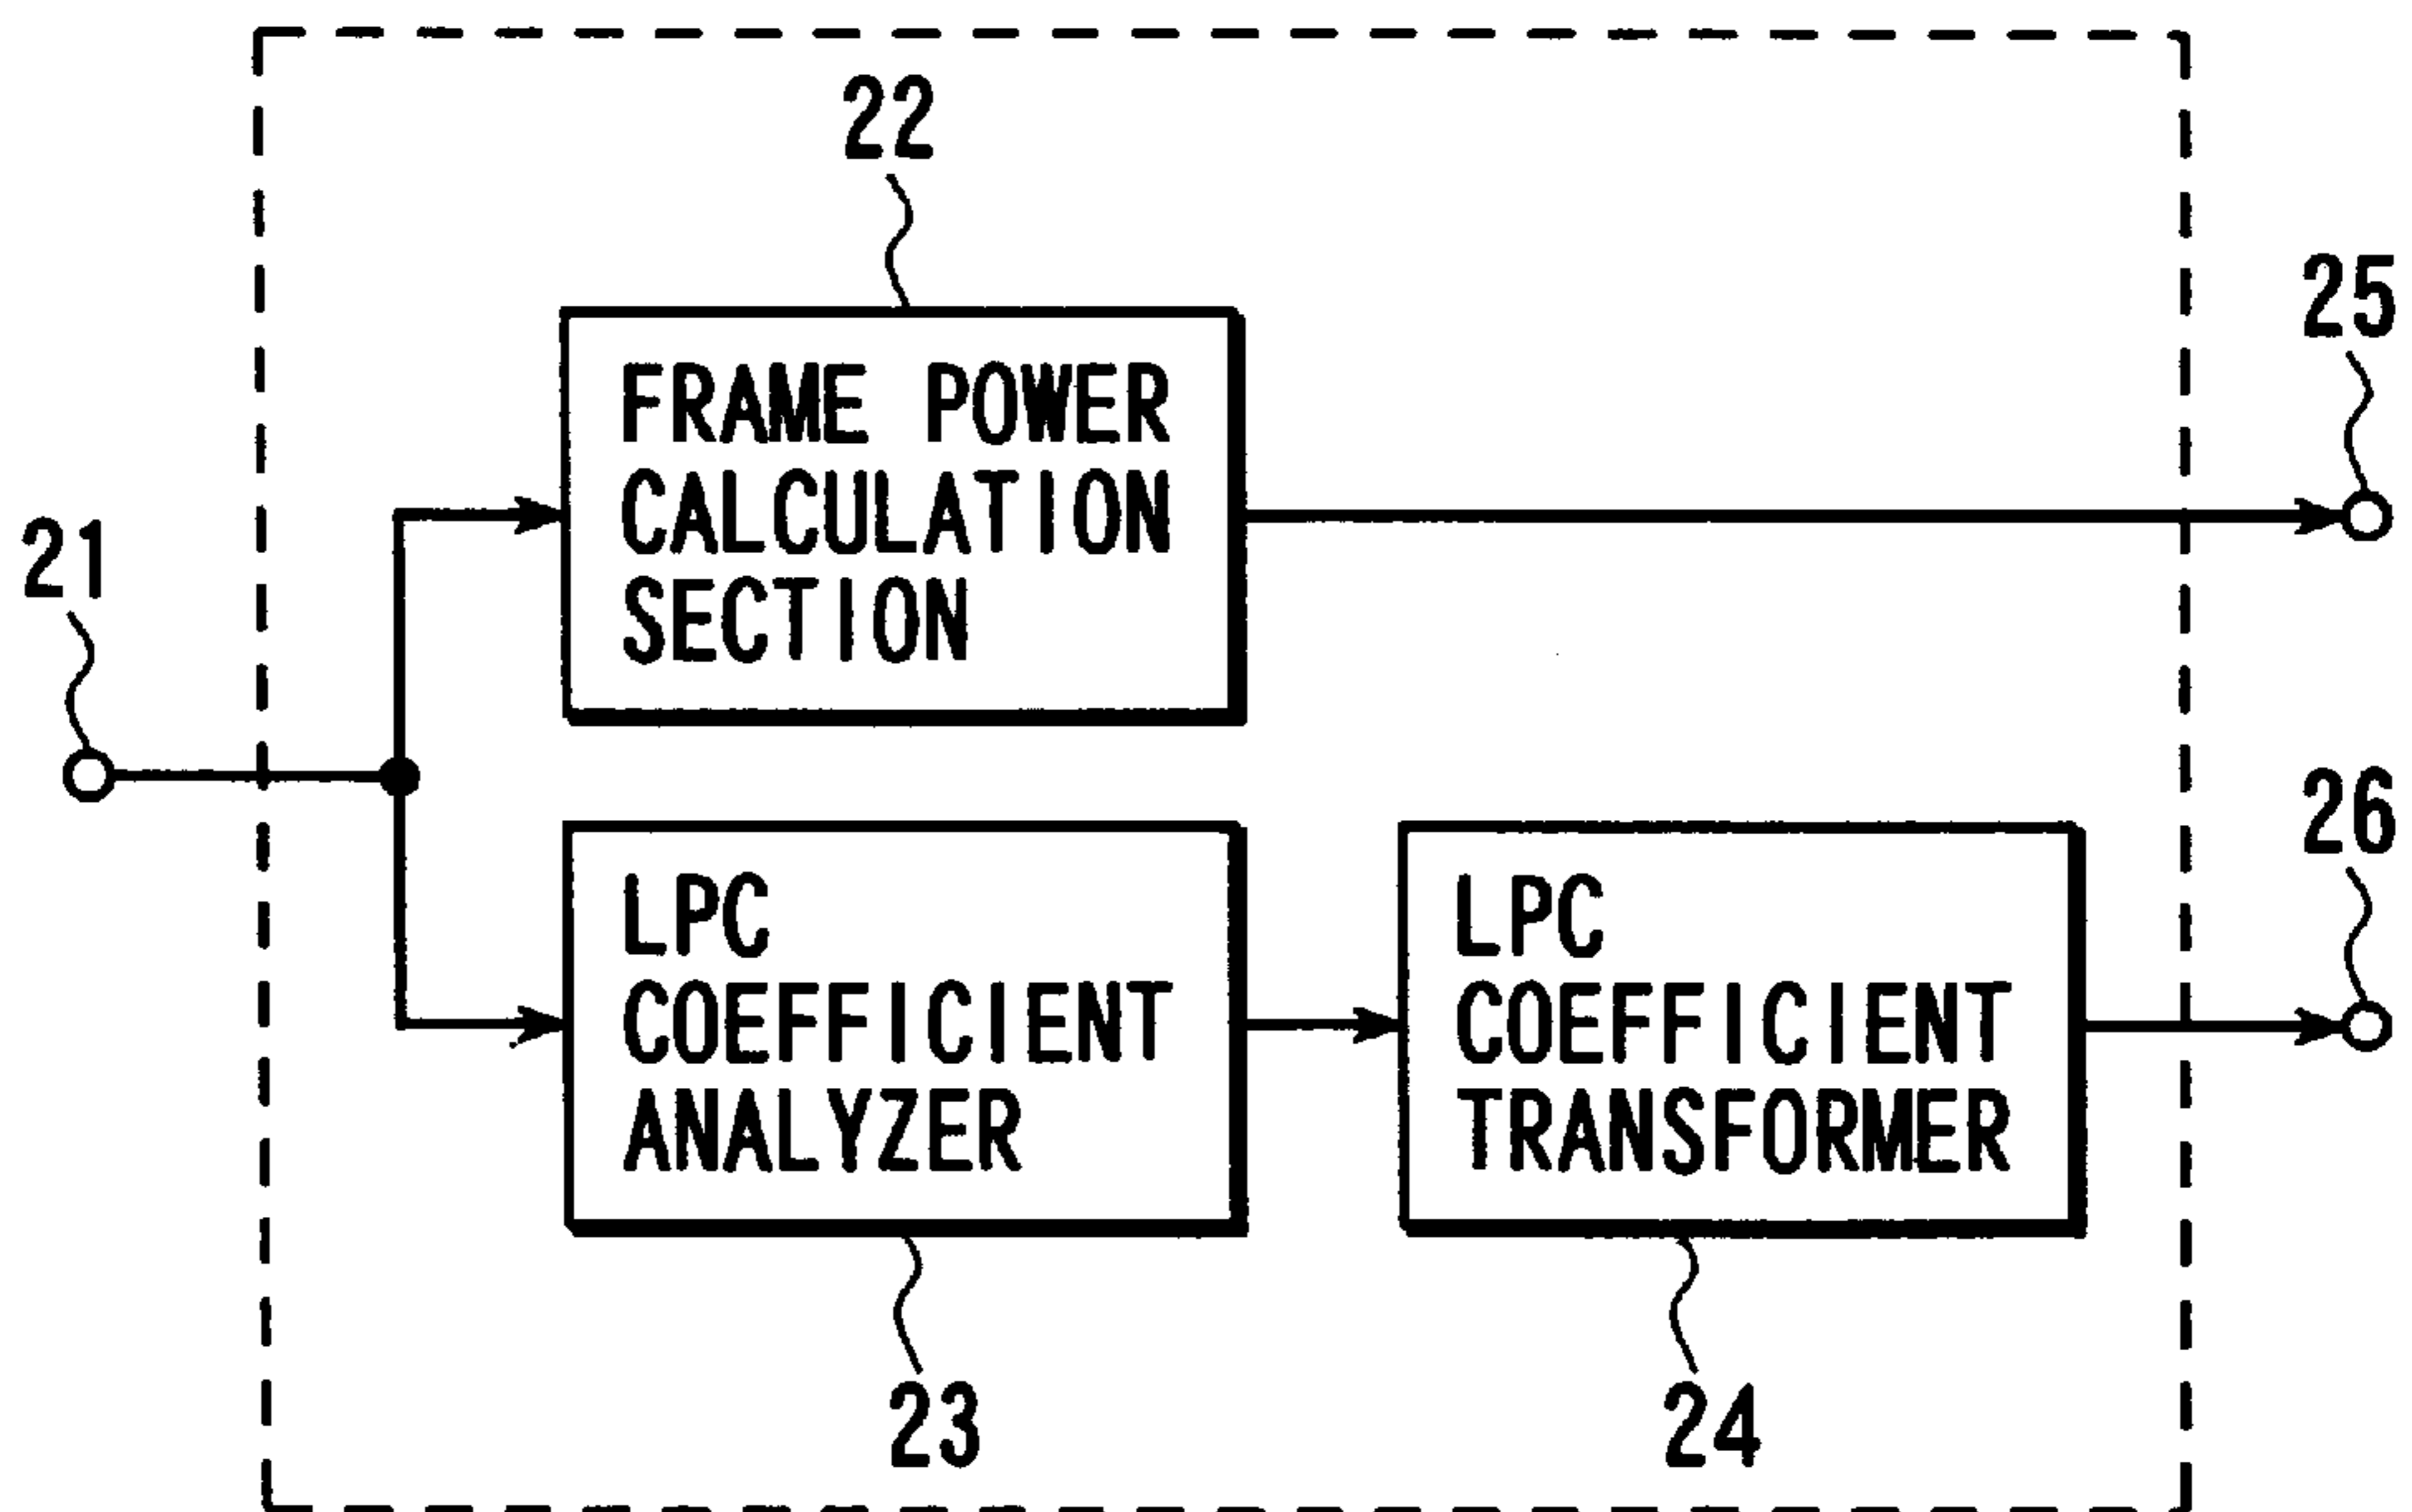 22
FRAME POWER
CALCULATION
SECTION
25
21
LPC
COEFFICIENT
ANALYZER
LPC
COEFFICIENT
TRANSFORMER
26
23
24